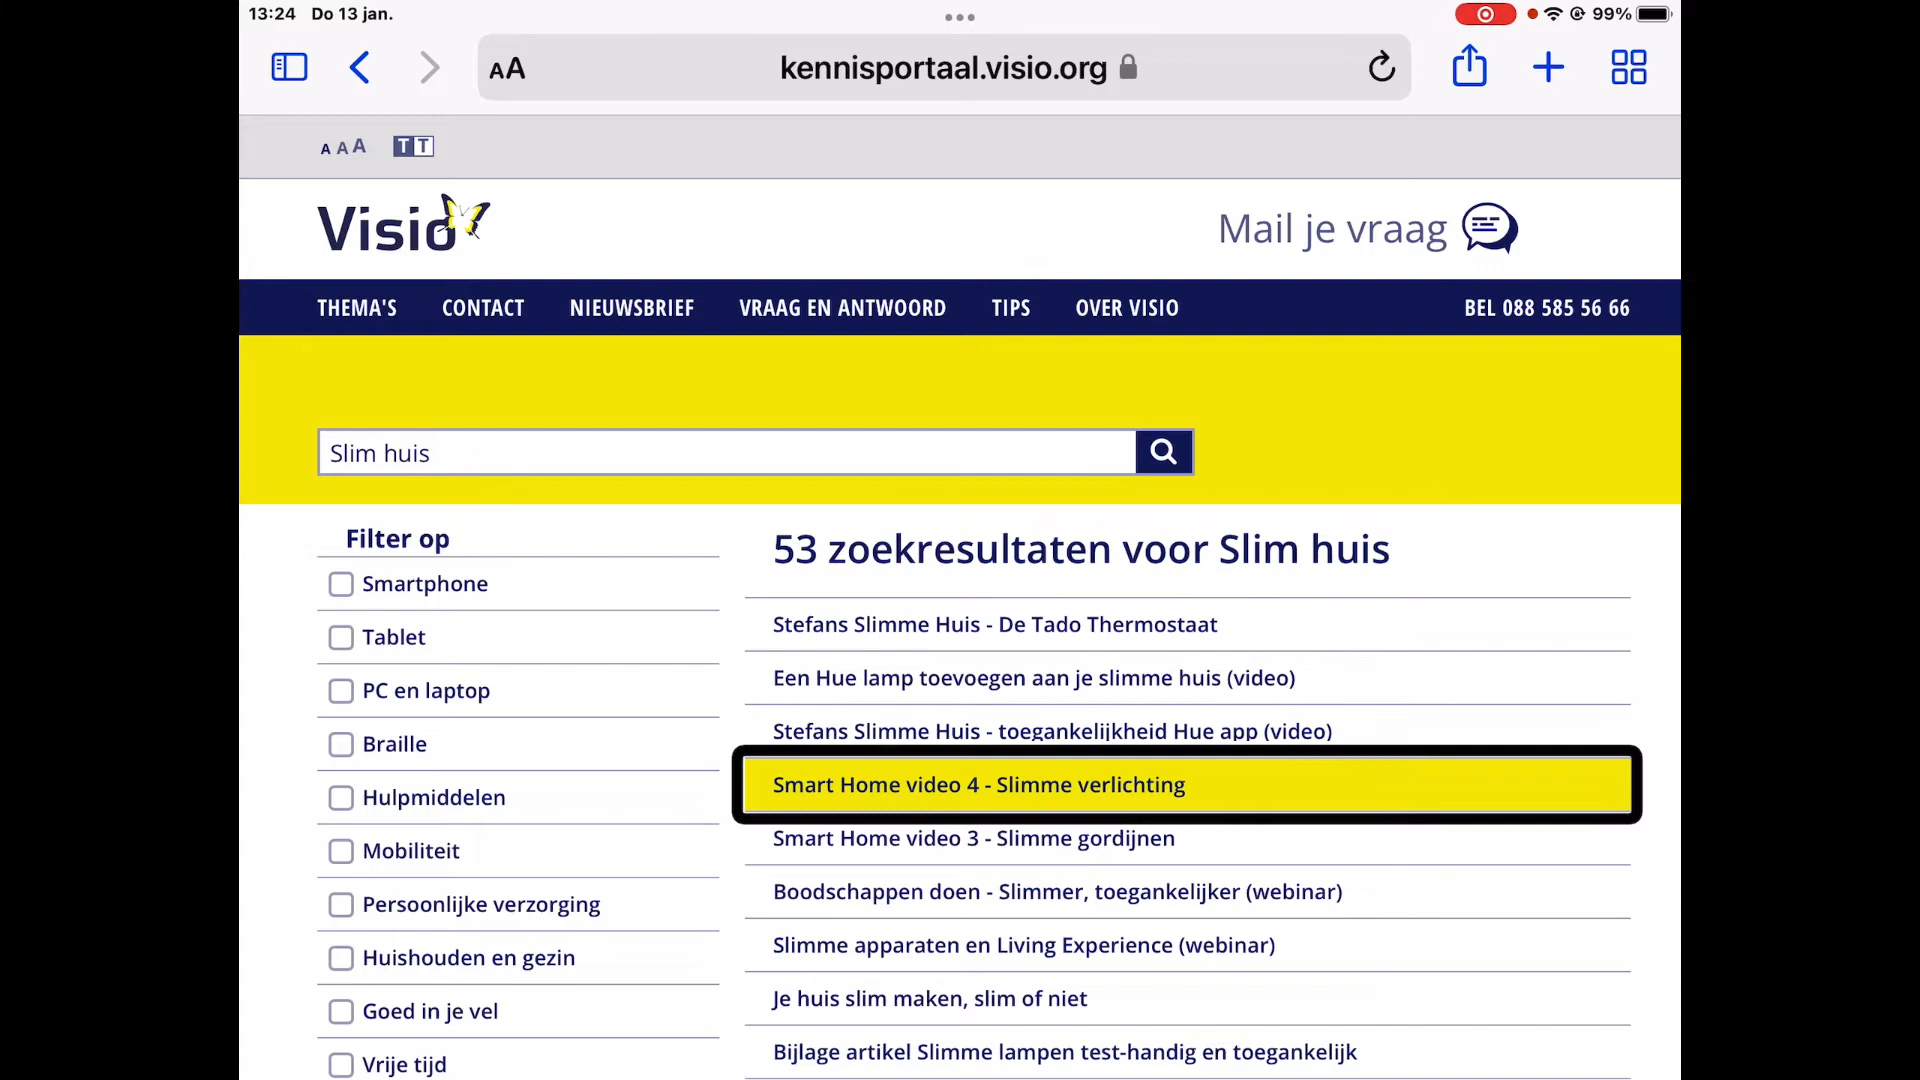 13:24 Do 13 jan.
99%
AA kennisportaal.visio.org
A A A TT
Visio
Mail je vraag
THEMA'S CONTACT NIEUWSBRIEF VRAAG EN ANTWOORD TIPS OVER VISIO BEL 088 585 56 66
Slim huis
Filter op
Smartphone
Tablet
PC en laptop
Braille
Hulpmiddelen
Mobiliteit
Persoonlijke verzorging
Huishouden en gezin
Goed in je vel
Vrije tijd
53 zoekresultaten voor Slim huis
Stefans Slimme Huis - De Tado Thermostaat
Een Hue lamp toevoegen aan je slimme huis (video)
Stefans Slimme Huis - toegankelijkheid Hue app (video)
Smart Home video 4 - Slimme verlichting
Smart Home video 3 - Slimme gordijnen
Boodschappen doen - Slimmer, toegankelijker (webinar)
Slimme apparaten en Living Experience (webinar)
Je huis slim maken, slim of niet
Bijlage artikel Slimme lampen test-handig en toegankelijk